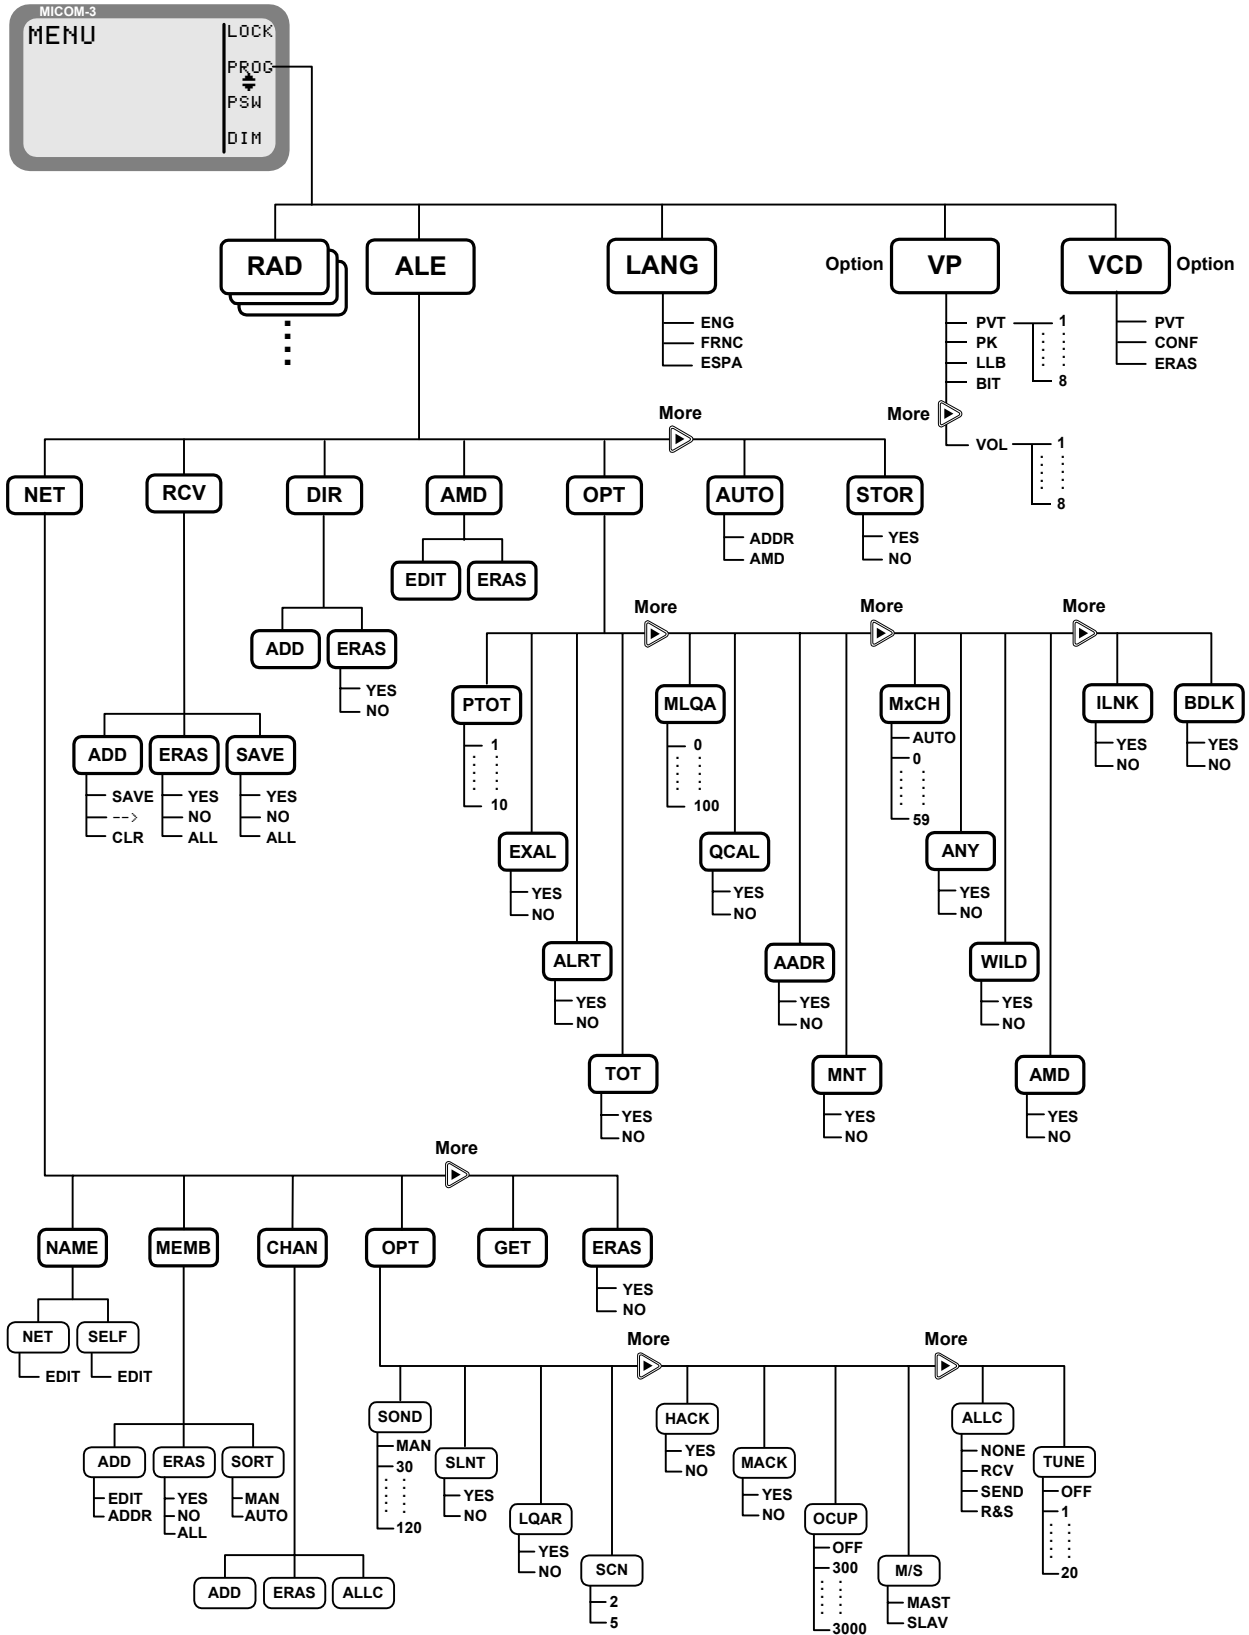 MICOM-3
MENU
LOCK
PROG
PSW
DIM
RAD
ALE
LANG
Option
VP
VCD
Option
ENG
FRNC
ESPA
PVT
1
8
PK
LLB
BIT
More
VOL
1
8
PVT
CONF
ERAS
More
NET
RCV
DIR
AMD
OPT
AUTO
STOR
ADDR
AMD
YES
NO
EDIT
ERAS
ADD
ERAS
YES
NO
ADD
ERAS
SAVE
SAVE
-->
CLR
YES
NO
ALL
YES
NO
ALL
More
More
More
PTOT
MLQA
MxCH
ILNK
BDLK
1
10
0
100
AUTO
0
59
YES
NO
YES
NO
EXAL
QCAL
ANY
YES
NO
YES
NO
YES
NO
ALRT
AADR
WILD
YES
NO
YES
NO
YES
NO
TOT
MNT
AMD
YES
NO
YES
NO
YES
NO
More
NAME
MEMB
CHAN
OPT
GET
ERAS
YES
NO
NET
SELF
EDIT
EDIT
ADD
ERAS
SORT
EDIT
ADDR
YES
NO
ALL
MAN
AUTO
ADD
ERAS
ALLC
More
More
SOND
MAN
30
120
SLNT
YES
NO
LQAR
YES
NO
SCN
2
5
HACK
YES
NO
MACK
YES
NO
OCUP
OFF
300
3000
M/S
MAST
SLAV
ALLC
NONE
RCV
SEND
R&S
TUNE
OFF
1
20